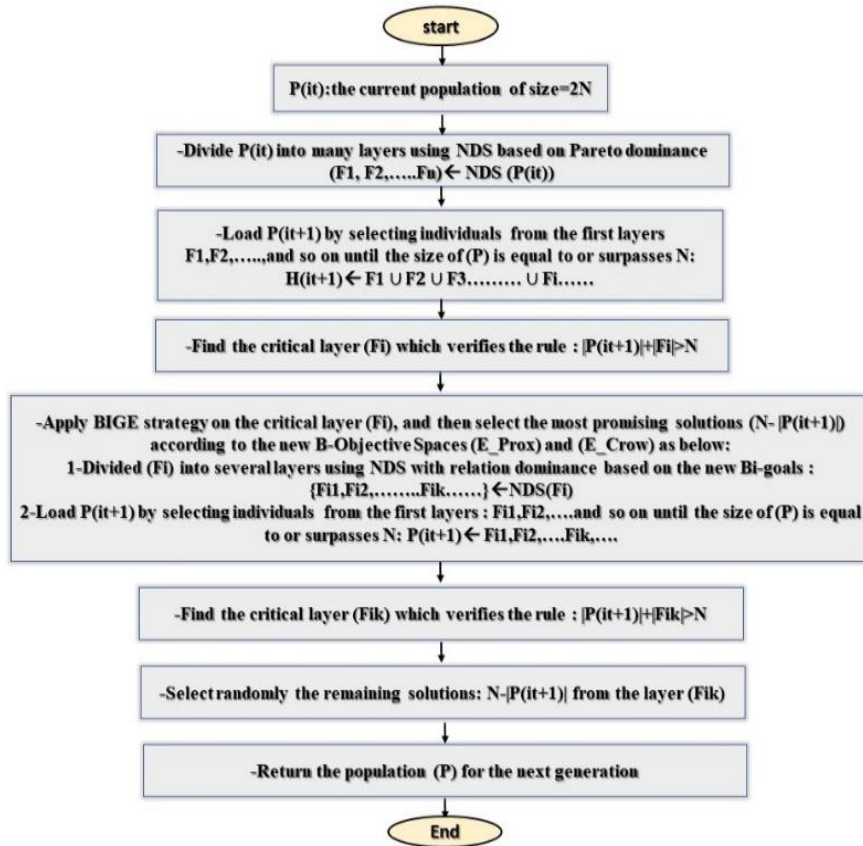 start
P(it):the current population of size=2N
-Divide P(it) into many layers using NDS based on Pareto dominance
(F1, F2,.....Fn)← NDS (P(it))
-Load P(it+1) by selecting individuals from the first layers
F1,F2,.....,and so on until the size of (P) is equal to or surpasses N:
H(it+1)← F1 ∪ F2 ∪ F3......... ∪ Fi......
-Find the critical layer (Fi) which verifies the rule : |P(it+1)|+|Fi|>N
-Apply BIGE strategy on the critical layer (Fi), and then select the most promising solutions (N- |P(it+1)|)
according to the new B-Objective Spaces (E_Prox) and (E_Crow) as below:
1-Divided (Fi) into several layers using NDS with relation dominance based on the new Bi-goals :
{Fi1,Fi2,........Fik......}←NDS(Fi)
2-Load P(it+1) by selecting individuals from the first layers : Fi1,Fi2,....and so on until the size of (P) is equal
to or surpasses N: P(it+1)← Fi1,Fi2,....Fik,....
-Find the critical layer (Fik) which verifies the rule : |P(it+1)|+|Fik|>N
-Select randomly the remaining solutions: N-|P(it+1)| from the layer (Fik)
-Return the population (P) for the next generation
End